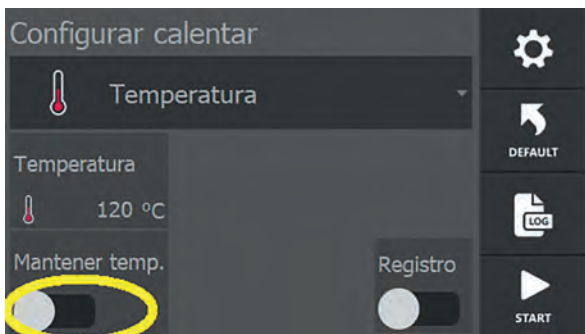 Configurar calentar
Temperatura
DEFAULT
Temperatura
120 °C
LOG
Mantener temp.
Registro
START